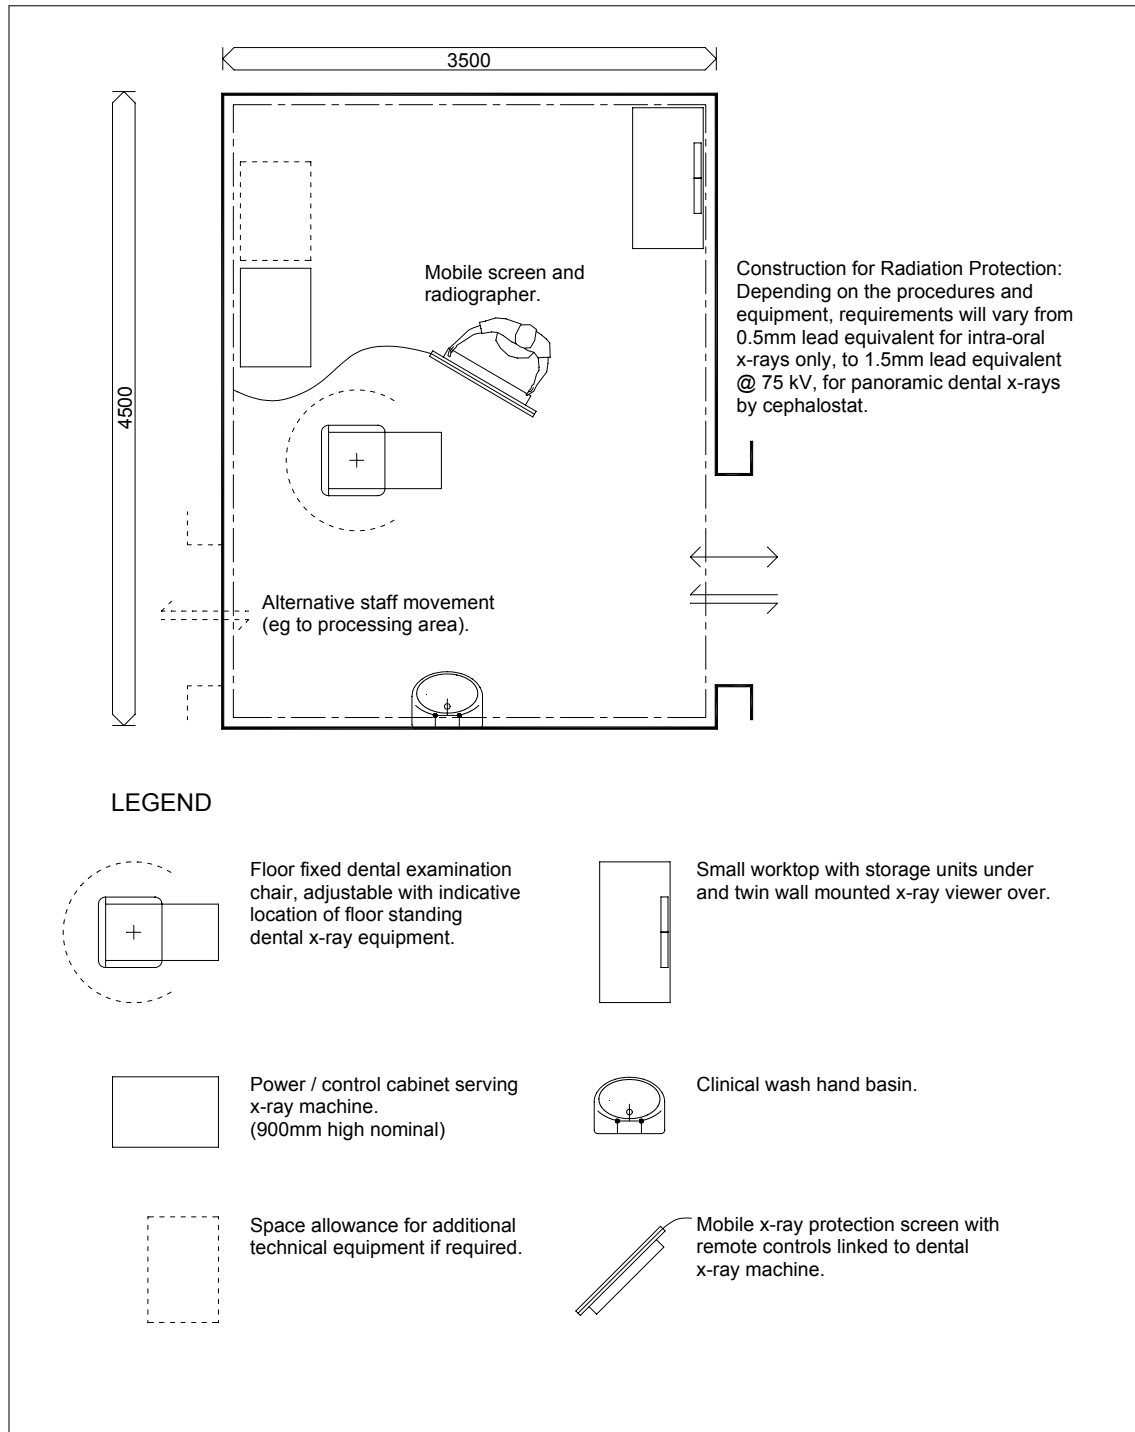 3500
4500
Mobile screen and
radiographer.
Construction for Radiation Protection:
Depending on the procedures and
equipment, requirements will vary from
0.5mm lead equivalent for intra-oral
x-rays only, to 1.5mm lead equivalent
@ 75 kV, for panoramic dental x-rays
by cephalostat.
Alternative staff movement
(eg to processing area).
LEGEND
Floor fixed dental examination
chair, adjustable with indicative
location of floor standing
dental x-ray equipment.
Small worktop with storage units under
and twin wall mounted x-ray viewer over.
Power / control cabinet serving
x-ray machine.
(900mm high nominal)
Clinical wash hand basin.
Space allowance for additional
technical equipment if required.
Mobile x-ray protection screen with
remote controls linked to dental
x-ray machine.